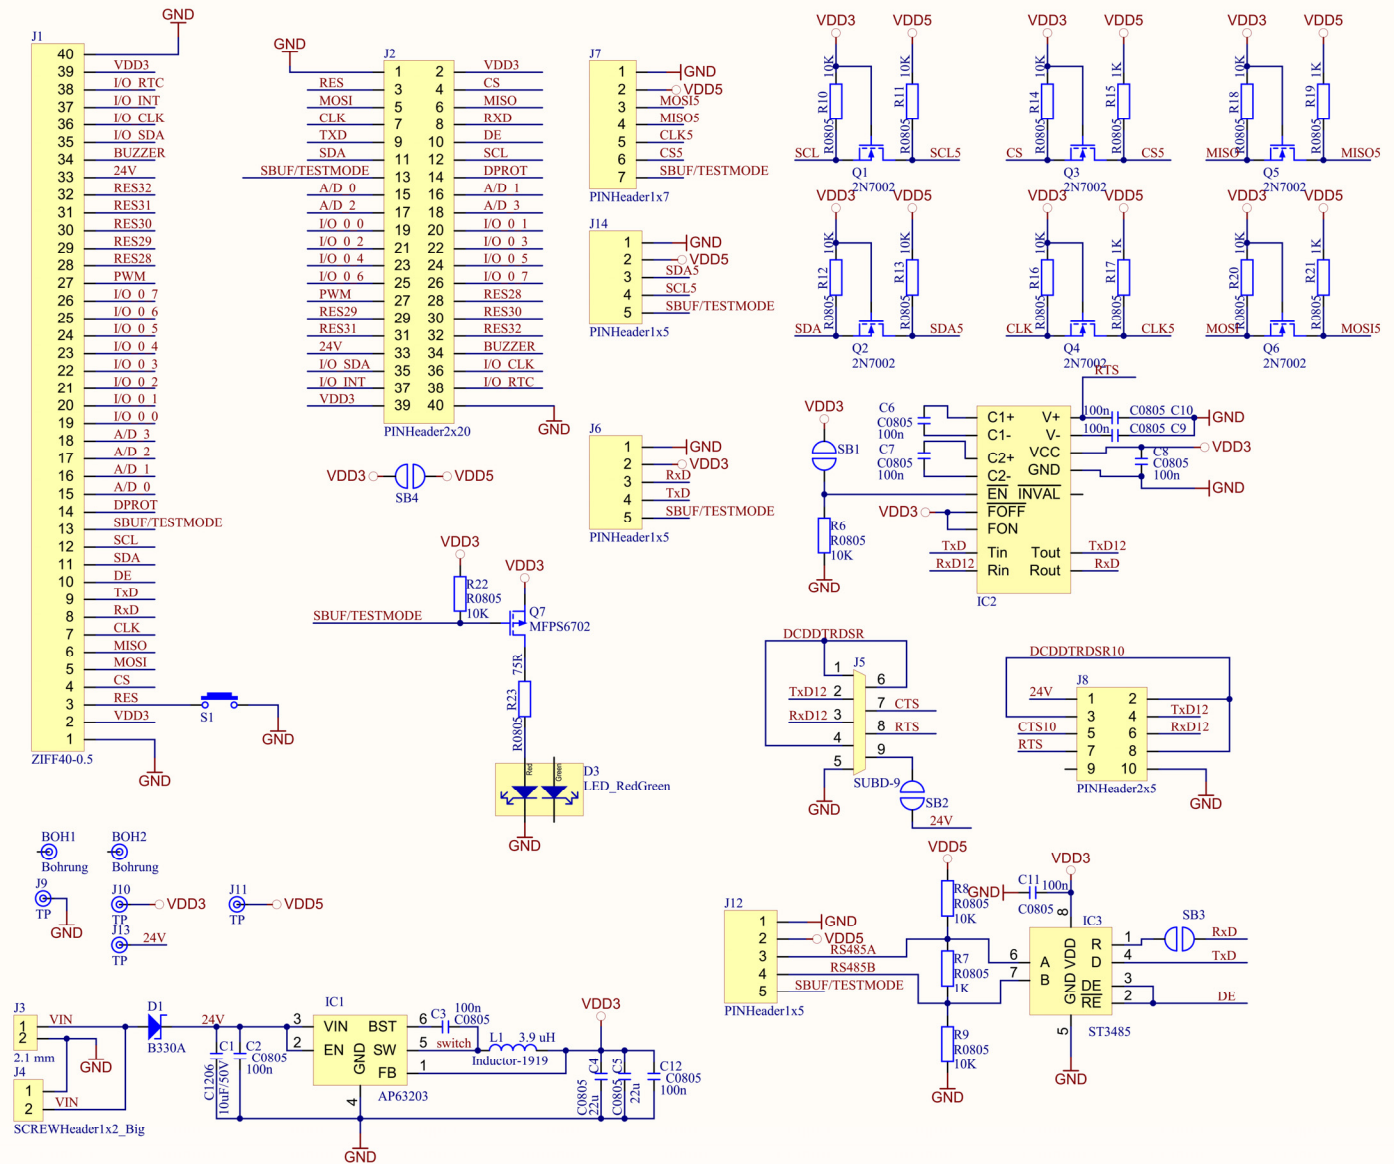 J1
GND
40
39 VDD3
38 I/O RTC
37 I/O INT
36 I/O CLK
35 I/O SDA
34 BUZZER
33 24V
32 RES32
31 RES31
30 RES30
29 RES29
28 RES28
27 PWM
26 I/O 0 7
25 I/O 0 6
24 I/O 0 5
23 I/O 0 4
22 I/O 0 3
21 I/O 0 2
20 I/O 0 1
19 I/O 0 0
18 A/D 3
17 A/D 2
16 A/D 1
15 A/D 0
14 DPROT
13 SBUF/TESTMODE
12 SCL
11 SDA
10 DE
9 TxD
8 RxD
7 CLK
6 MISO
5 MOSI
4 CS
3 RES
2 VDD3
1
ZIFF40-0.5
GND
S1
GND
GND
J2
1 2 VDD3
RES 3 4 CS
MOSI 5 6 MISO
CLK 7 8 RXD
TXD 9 10 DE
SDA 11 12 SCL
SBUF/TESTMODE 13 14 DPROT
A/D 0 15 16 A/D 1
A/D 2 17 18 A/D 3
I/O 0 0 19 20 I/O 0 1
I/O 0 2 21 22 I/O 0 3
I/O 0 4 23 24 I/O 0 5
I/O 0 6 25 26 I/O 0 7
PWM 27 28 RES28
RES29 29 30 RES30
RES31 31 32 RES32
24V 33 34 BUZZER
I/O SDA 35 36 I/O CLK
I/O INT 37 38 I/O RTC
VDD3 39 40
PINHeader2x20
GND
VDD3 VDD5
SB4
J7
1 GND
2 VDD5
3 MOSI5
4 MISO5
5 CLK5
6 CS5
7 SBUF/TESTMODE
PINHeader1x7
J14
1 GND
2 VDD5
3 SDA5
4 SCL5
5 SBUF/TESTMODE
PINHeader1x5
J6
1 GND
2 VDD3
3 RxD
4 TxD
5 SBUF/TESTMODE
PINHeader1x5
VDD3 VDD5
R10 10K R0805
R11 10K R0805
SCL SCL5
Q1
2N7002
VDD3 VDD5
R14 10K R0805
R15 1K R0805
CS CS5
Q3
2N7002
VDD3 VDD5
R18 10K R0805
R19 1K R0805
MISO MISO5
Q5
2N7002
VDD3 VDD5
R12 10K R0805
R13 10K R0805
SDA SDA5
Q2
2N7002
VDD3 VDD5
R16 10K R0805
R17 1K R0805
CLK CLK5
Q4
2N7002
VDD3 VDD5
R20 10K R0805
R21 1K R0805
MOSI MOSI5
Q6
2N7002
RTS
VDD3
SB1
R6
R0805
10K
GND
C6
C0805
100n
C7
C0805
100n
C1+ V+
C1- V-
C2+ VCC
C2- GND
EN INVAL
FOFF
FON
Tin Tout
Rin Rout
IC2
VDD3
TxD TxD12
RxD12 RxD
100n C0805 C10 GND
100n C0805 C9
VDD3
C8
C0805
100n
GND
VDD3
R22
R0805
10K
VDD3
SBUF/TESTMODE
Q7
MFPS6702
R23 75R R0805
Red Green
D3
LED_RedGreen
GND
DCDDTRDSR
J5
1
TxD12 2
RxD12 3
4
5
6
7 CTS
8 RTS
9
SUBD-9
GND
SB2
24V
DCDDTRDSR10
J8
24V 1 2
3 4 TxD12
CTS10 5 6 RxD12
RTS 7 8
9 10
PINHeader2x5
GND
BOH1
Bohrung
BOH2
Bohrung
J9
TP
GND
J10
TP
VDD3
J11
TP
VDD5
J13
TP
24V
J12
1 GND
2 VDD5
3 RS485A
4 RS485B
5 SBUF/TESTMODE
PINHeader1x5
VDD5
R8
R0805
10K
R7
R0805
1K
R9
R0805
10K
GND
GND
C11 100n
C0805
VDD3
IC3
8
VDD
6 A
7 B
R 1
D 4
DE 3
RE 2
GND
5
ST3485
GND
SB3
RxD
TxD
DE
J3
1 VIN
2
2.1 mm
GND
J4
1
2 VIN
SCREWHeader1x2_Big
D1
B330A
24V
C1
C1206
10uF/50V
C2
C0805
100n
IC1
3 VIN BST 6
2 EN SW 5
GND FB 1
4
AP63203
GND
C3
100n
C0805
switch
L1 3.9 uH
Inductor-1919
VDD3
C4
C0805
22u
C5
C0805
22u
C12
C0805
100n